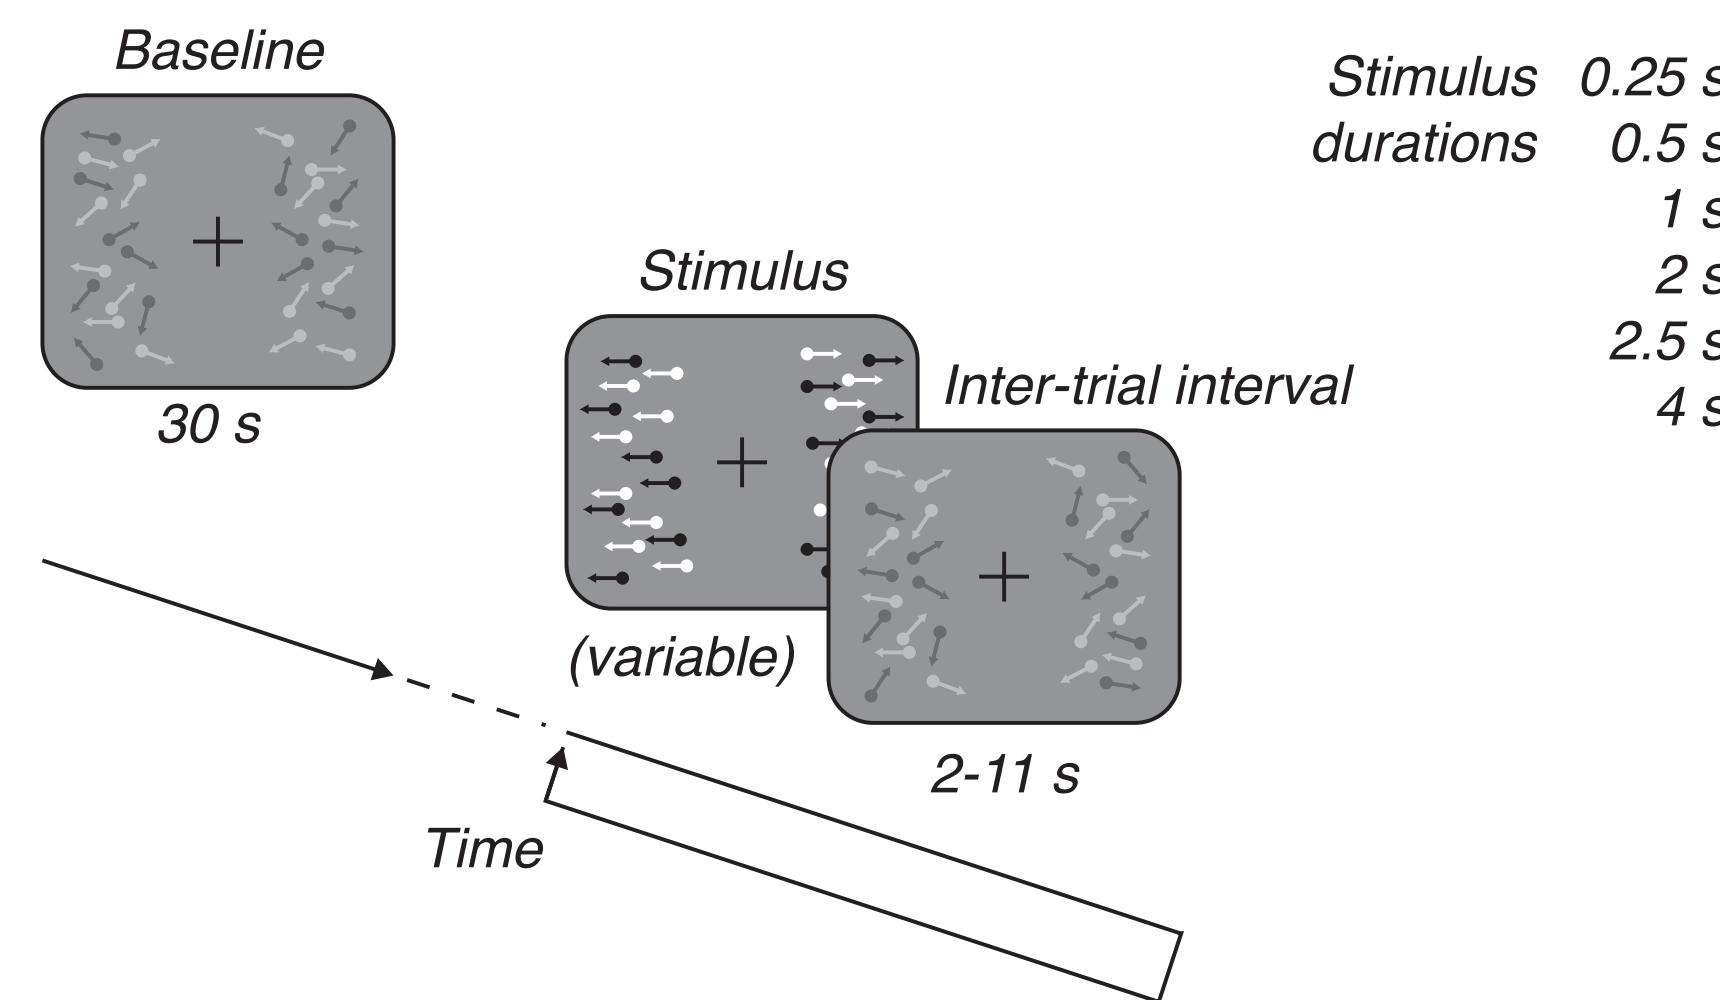 Baseline
30 s
Stimulus
(variable)
Inter-trial interval
2-11 s
Time
Stimulus 0.25 s
durations 0.5 s
1 s
2 s
2.5 s
4 s